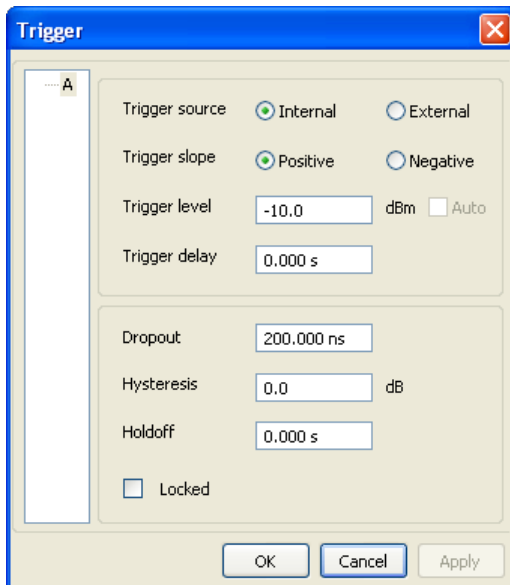 Trigger
A
Trigger source Internal External
Trigger slope Positive Negative
Trigger level -10.0 dBm Auto
Trigger delay 0.000 s
Dropout 200.000 ns
Hysteresis 0.0 dB
Holdoff 0.000 s
Locked
OK Cancel Apply